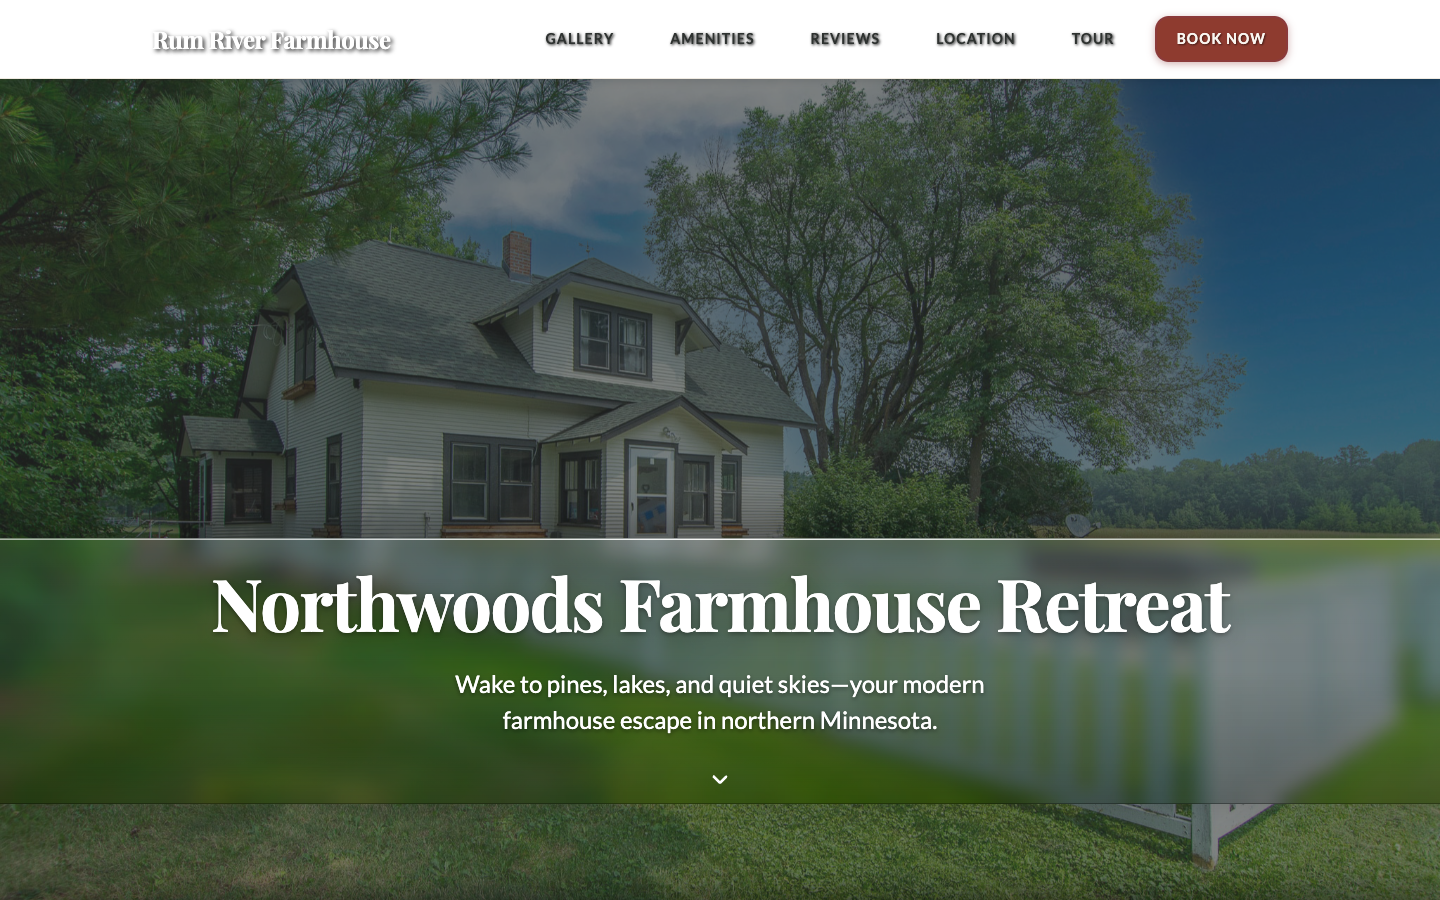 Rum River Farmhouse
GALLERY
AMENITIES
REVIEWS
LOCATION
TOUR
BOOK NOW
Northwoods Farmhouse Retreat
Wake to pines, lakes, and quiet skies—your modern
farmhouse escape in northern Minnesota.